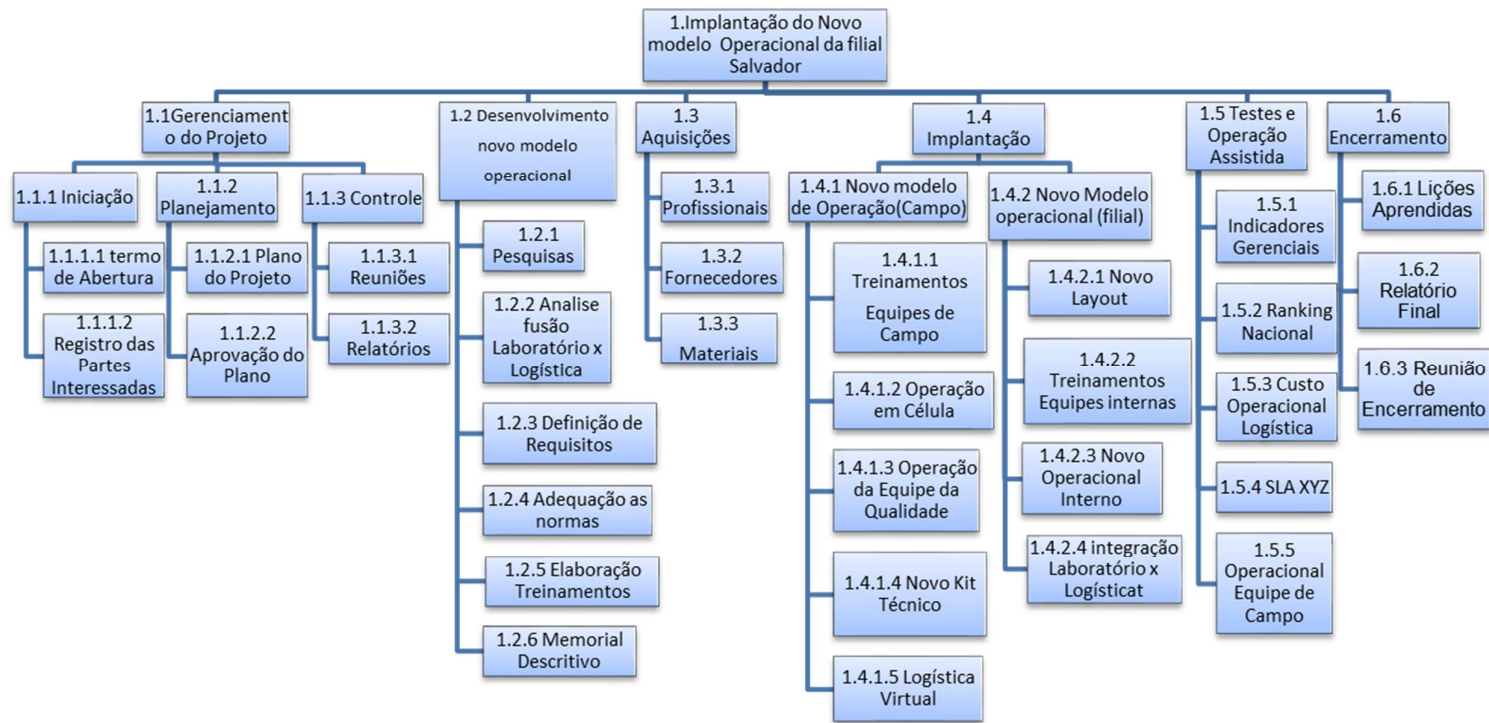 1.Implantação do Novo
modelo Operacional da filial
Salvador
1.1Gerenciament
o do Projeto
1.1.1 Iniciação
1.1.1.1 termo
de Abertura
1.1.1.2
Registro das
Partes
Interessadas
1.1.2
Planejamento
1.1.2.1 Plano
do Projeto
1.1.2.2
Aprovação do
Plano
1.1.3 Controle
1.1.3.1
Reuniões
1.1.3.2
Relatórios
1.2 Desenvolvimento
novo modelo
operacional
1.2.1
Pesquisas
1.2.2 Analise
fusão
Laboratório x
Logística
1.2.3 Definição de
Requisitos
1.2.4 Adequação as
normas
1.2.5 Elaboração
Treinamentos
1.2.6 Memorial
Descritivo
1.3
Aquisições
1.3.1
Profissionais
1.3.2
Fornecedores
1.3.3
Materiais
1.4
Implantação
1.4.1 Novo modelo
de Operação(Campo)
1.4.1.1
Treinamentos
Equipes de
Campo
1.4.1.2 Operação
em Célula
1.4.1.3 Operação
da Equipe da
Qualidade
1.4.1.4 Novo Kit
Técnico
1.4.1.5 Logística
Virtual
1.4.2 Novo Modelo
operacional (filial)
1.4.2.1 Novo
Layout
1.4.2.2
Treinamentos
Equipes internas
1.4.2.3 Novo
Operacional
Interno
1.4.2.4 integração
Laboratório x
Logísticat
1.5 Testes e
Operação
Assistida
1.5.1
Indicadores
Gerenciais
1.5.2 Ranking
Nacional
1.5.3 Custo
Operacional
Logística
1.5.4 SLA XYZ
1.5.5
Operacional
Equipe de
Campo
1.6
Encerramento
1.6.1 Lições
Aprendidas
1.6.2
Relatório
Final
1.6.3 Reunião
de
Encerramento